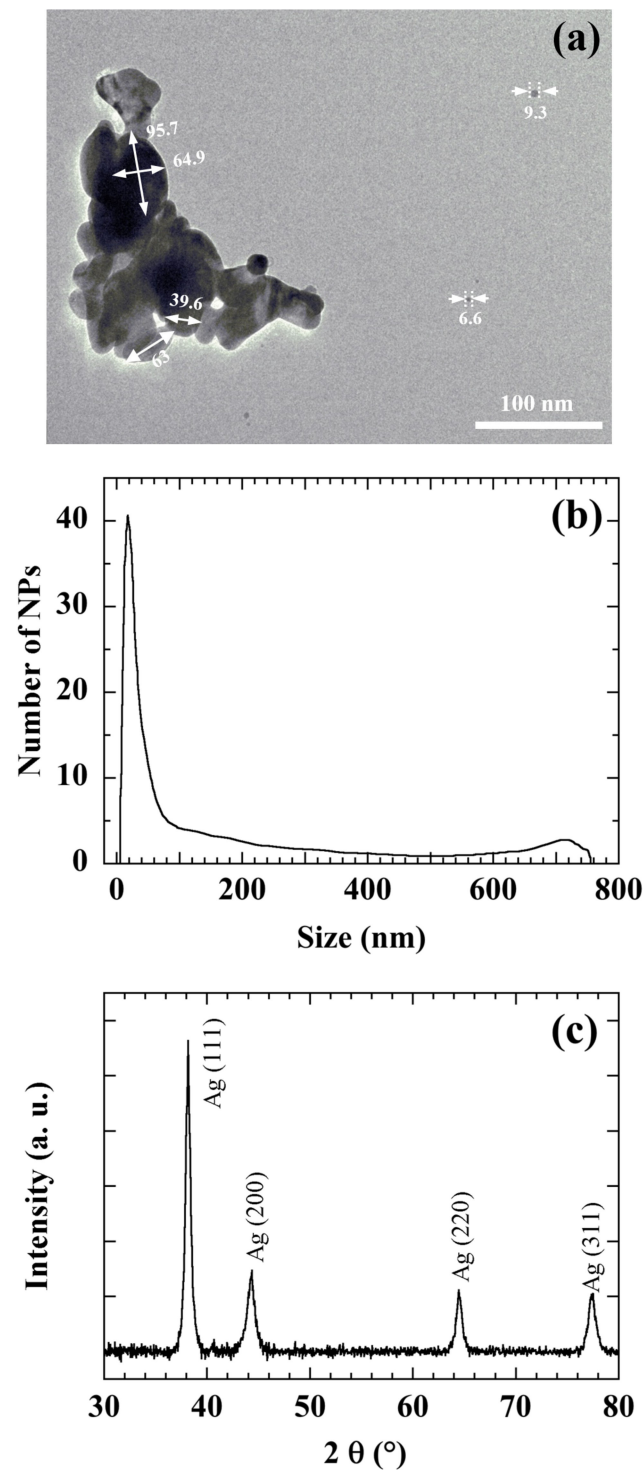 (a)
95.7
64.9
9.3
39.6
63
6.6
100 nm
(b)
Number of NPs
40
30
20
10
0
0 200 400 600 800
Size (nm)
(c)
Intensity (a. u.)
Ag (111)
Ag (200)
Ag (220)
Ag (311)
30 40 50 60 70 80
2 θ (°)